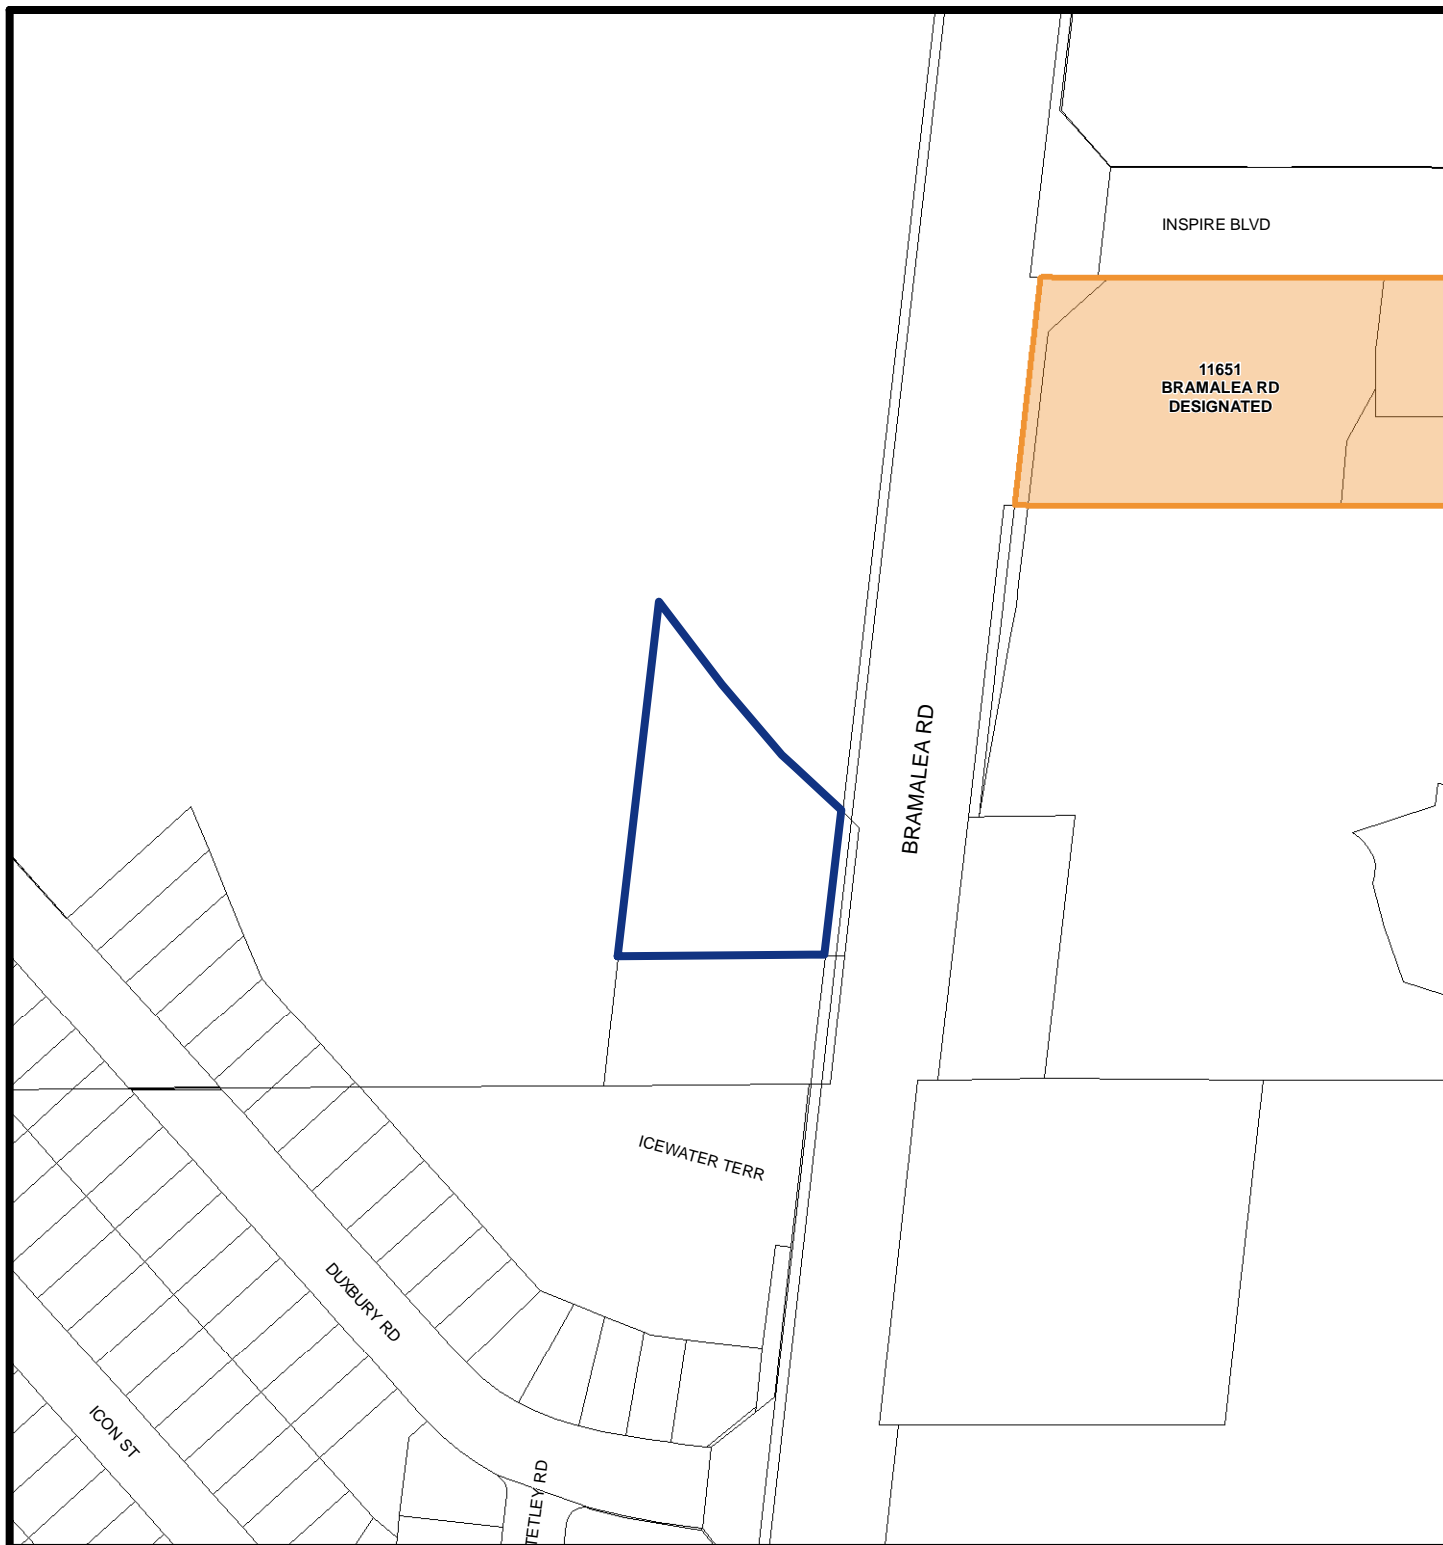 INSPIRE BLVD
11651
BRAMALEA RD
DESIGNATED
BRAMALEA RD
ICEWATER TERR
DUXBURY RD
ICON ST
TETLEY RD